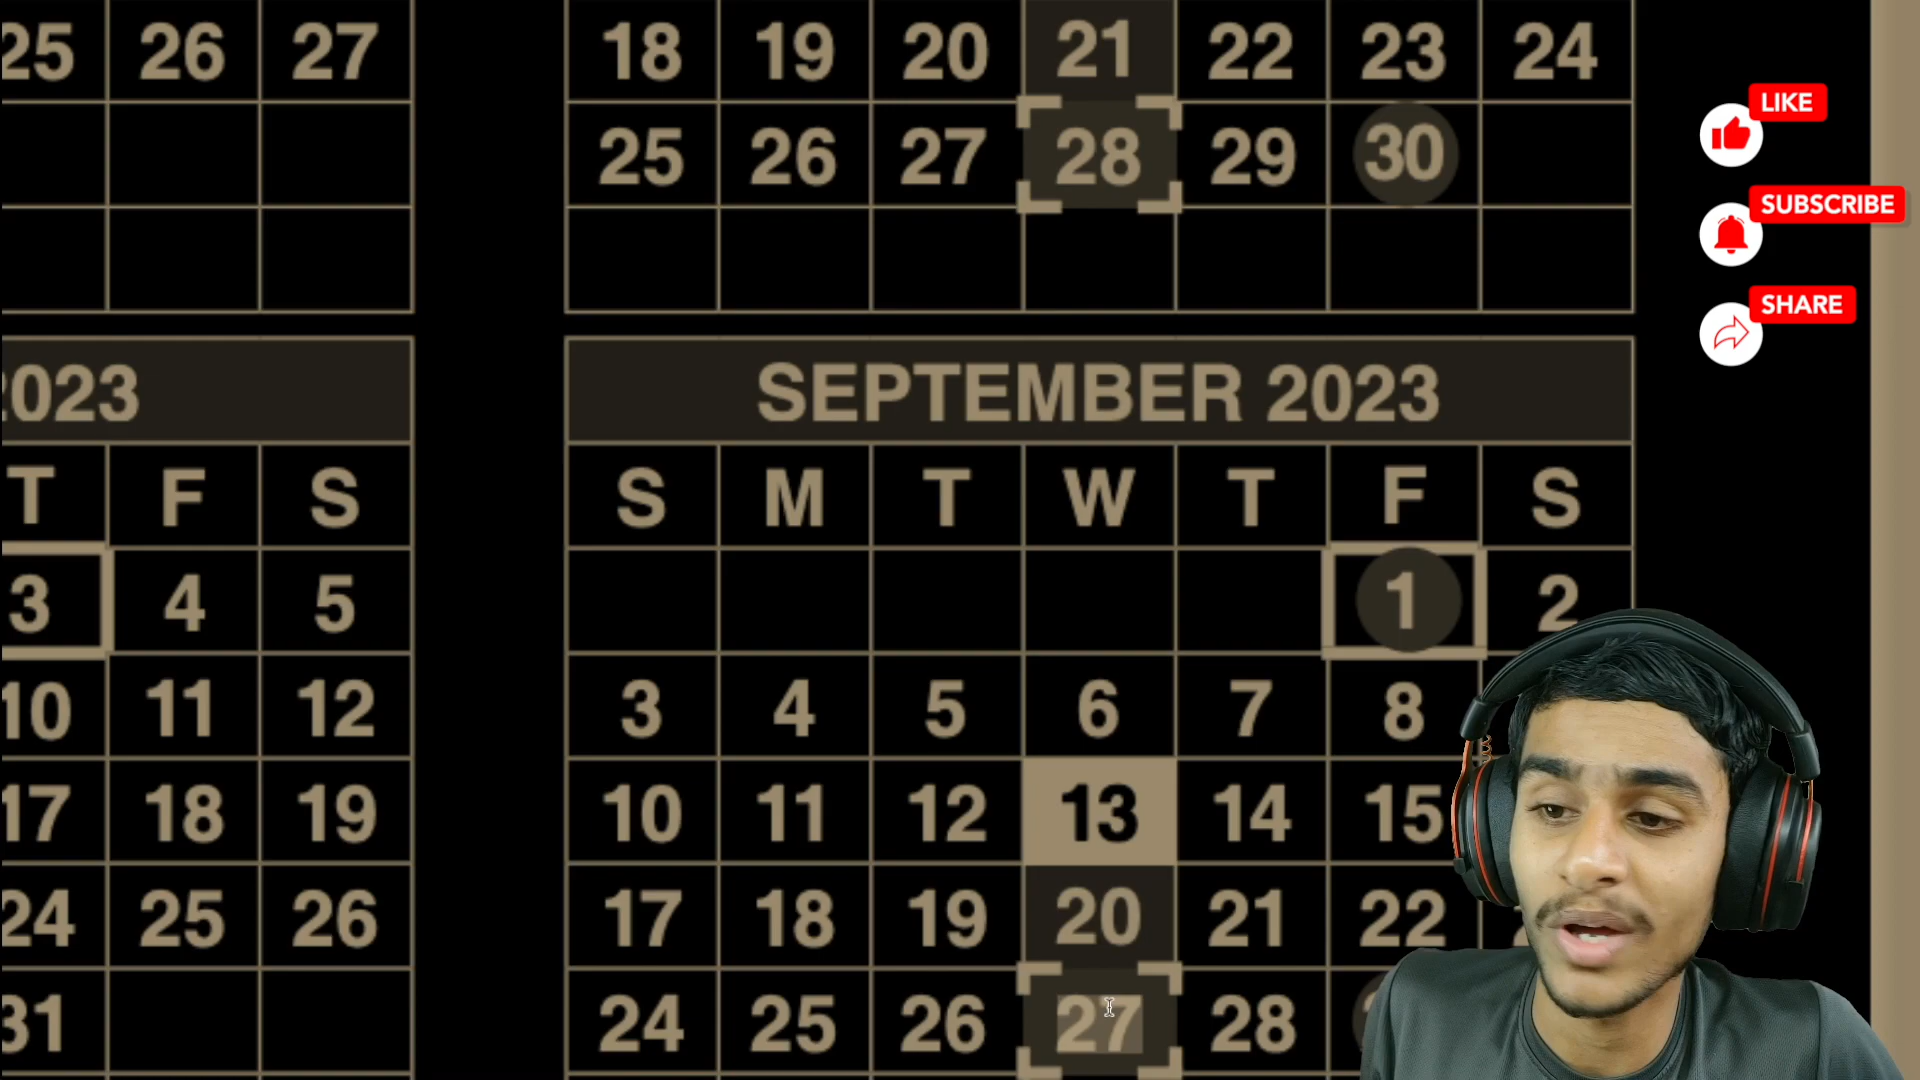 25 26 27 18 19 20 21 22 23 24
25 26 27 28 29 30
LIKE
SUBSCRIBE
SHARE
2023 SEPTEMBER 2023
T F S S M T W T F S
3 4 5 1 2
10 11 12 3 4 5 6 7 8
17 18 19 10 11 12 13 14 15
24 25 26 17 18 19 20 21 22
31 24 25 26 27 28